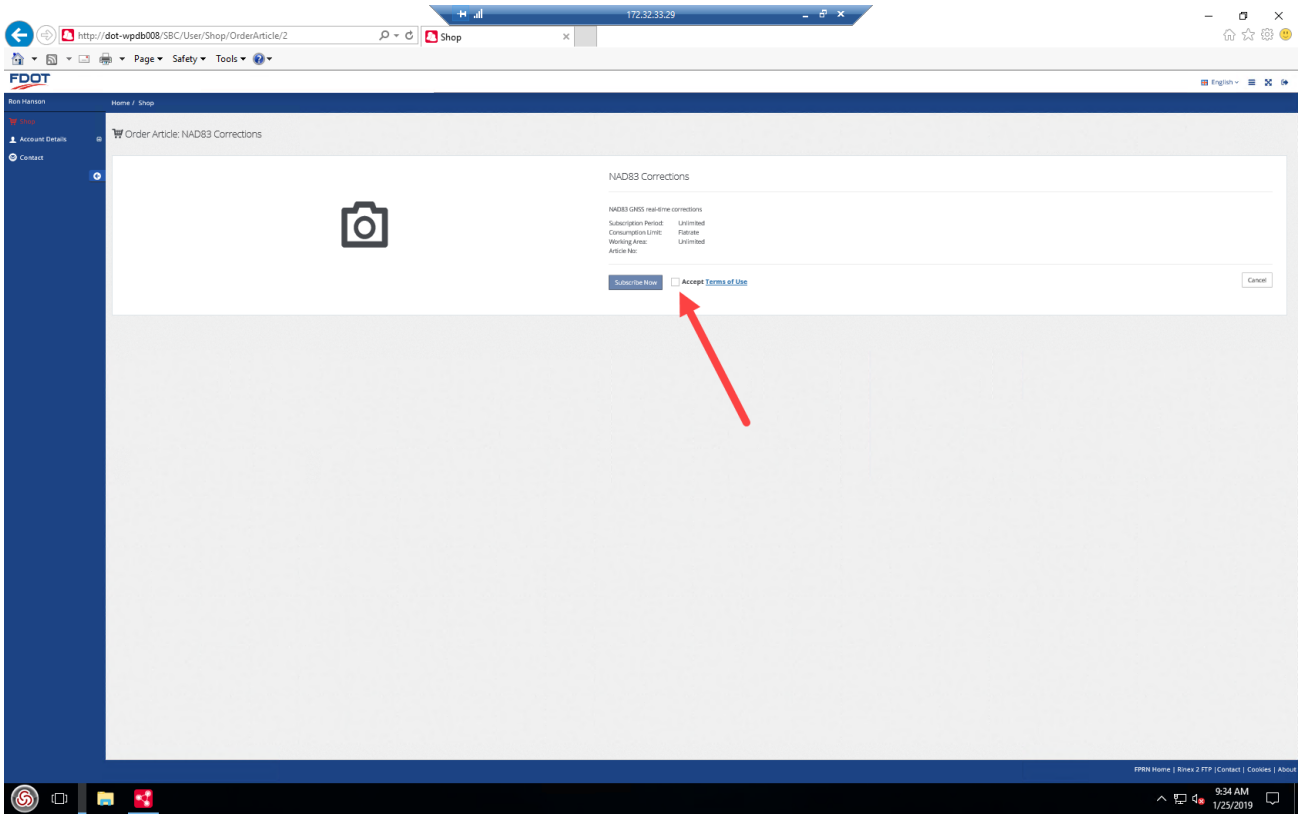 172.32.33.29
http://dot-wpdb008/SBC/User/Shop/OrderArticle/2
Shop
Page Safety Tools
FDOT
English
Ron Hanson
Home / Shop
Shop
Account Details
Contact
Order Article: NAD83 Corrections
NAD83 Corrections
NAD83 GNSS real-time corrections
Subscription Period: Unlimited
Consumption Limit: Flatrate
Working Area: Unlimited
Article No:
Subscribe Now Accept Terms of Use Cancel
FPRN Home | Rinex 2 FTP |Contact | Cookies | About
9:34 AM
1/25/2019